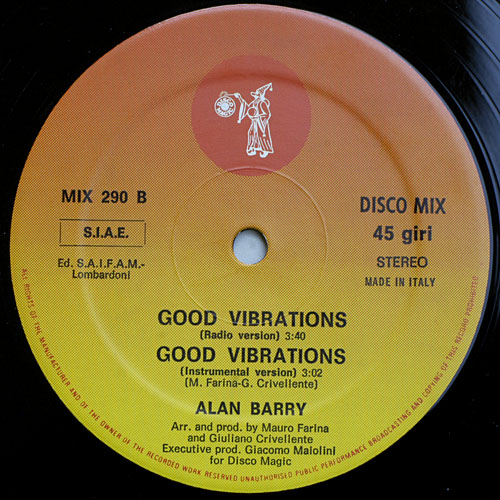 MIX 290 B
S.I.A.E.
Ed. S.A.I.F.A.M.-
Lombardoni
DISCO MIX
45 giri
STEREO
MADE IN ITALY
GOOD VIBRATIONS
(Radio version) 3:40
GOOD VIBRATIONS
(Instrumental version) 3:02
(M. Farina-G. Crivellente)
ALAN BARRY
Arr. and prod. by Mauro Farina
and Giuliano Crivellente
Executive prod. Giacomo Maiolini
for Disco Magic
ALL RIGHTS OF THE MANUFACTURER AND OF THE OWNER OF THE RECORDED WORK RESERVED UNAUTHORISED PUBLIC PERFORMANCE BROADCASTING AND COPYING OF THIS RECORD PROHIBITED